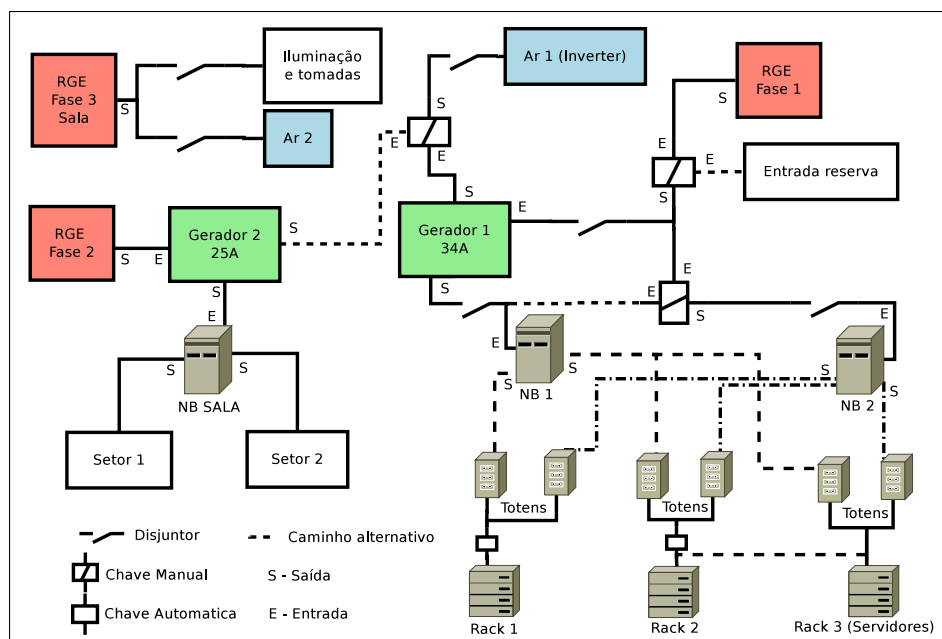 RGE
Fase 3
Sala
S
Iluminação
e tomadas
Ar 2
Ar 1 (Inverter)
S
E
E
RGE
Fase 1
S
E
E
S
Entrada reserva
RGE
Fase 2
S
E
Gerador 2
25A
S
S
E
S
Gerador 1
34A
E
S
E
E
S
E
E
S
S
NB SALA
S
S
NB 1
S
S
NB 2
Setor 1
Setor 2
Totens
Totens
Totens
Disjuntor
Caminho alternativo
Chave Manual
S - Saída
Chave Automatica
E - Entrada
Rack 1
Rack 2
Rack 3 (Servidores)